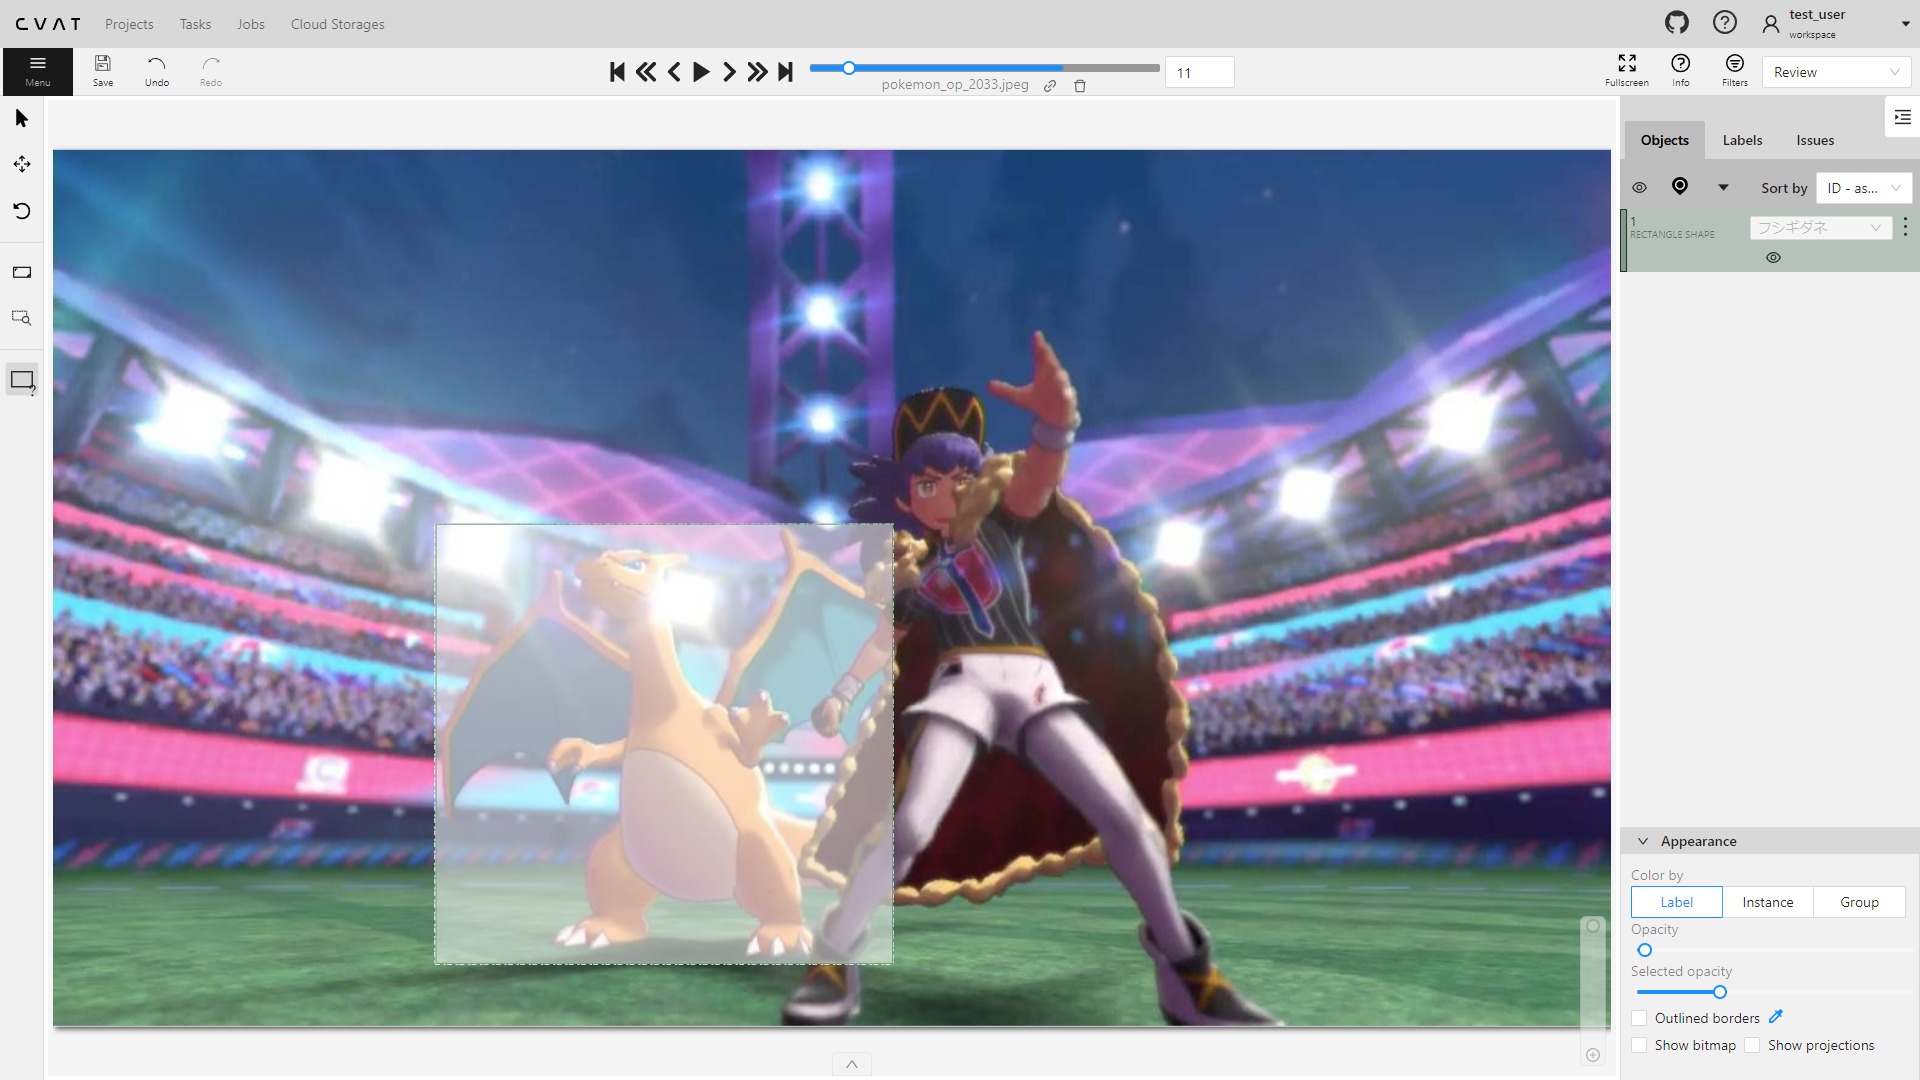 CVAT
Projects
Tasks
Jobs
Cloud Storages
test_user
workspace
Menu
Save
Undo
Redo
pokemon_op_2033.jpeg
11
Fullscreen
Info
Filters
Review
Objects
Labels
Issues
Sort by
ID - as...
1
RECTANGLE SHAPE
フシギダネ
Appearance
Color by
Label
Instance
Group
Opacity
Selected opacity
Outlined borders
Show bitmap
Show projections